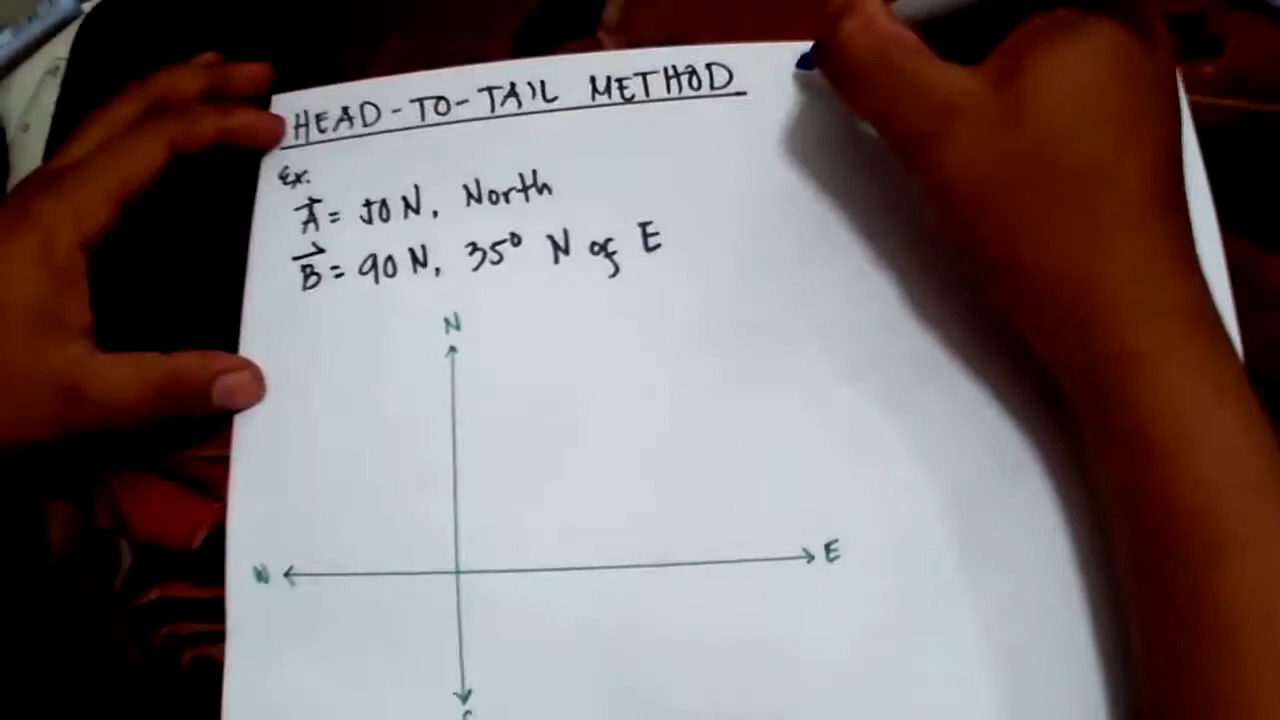 HEAD-TO-TAIL METHOD
Ex.
A⃗ = 50 N, North
B⃗ = 90 N, 35° N of E
N
W E